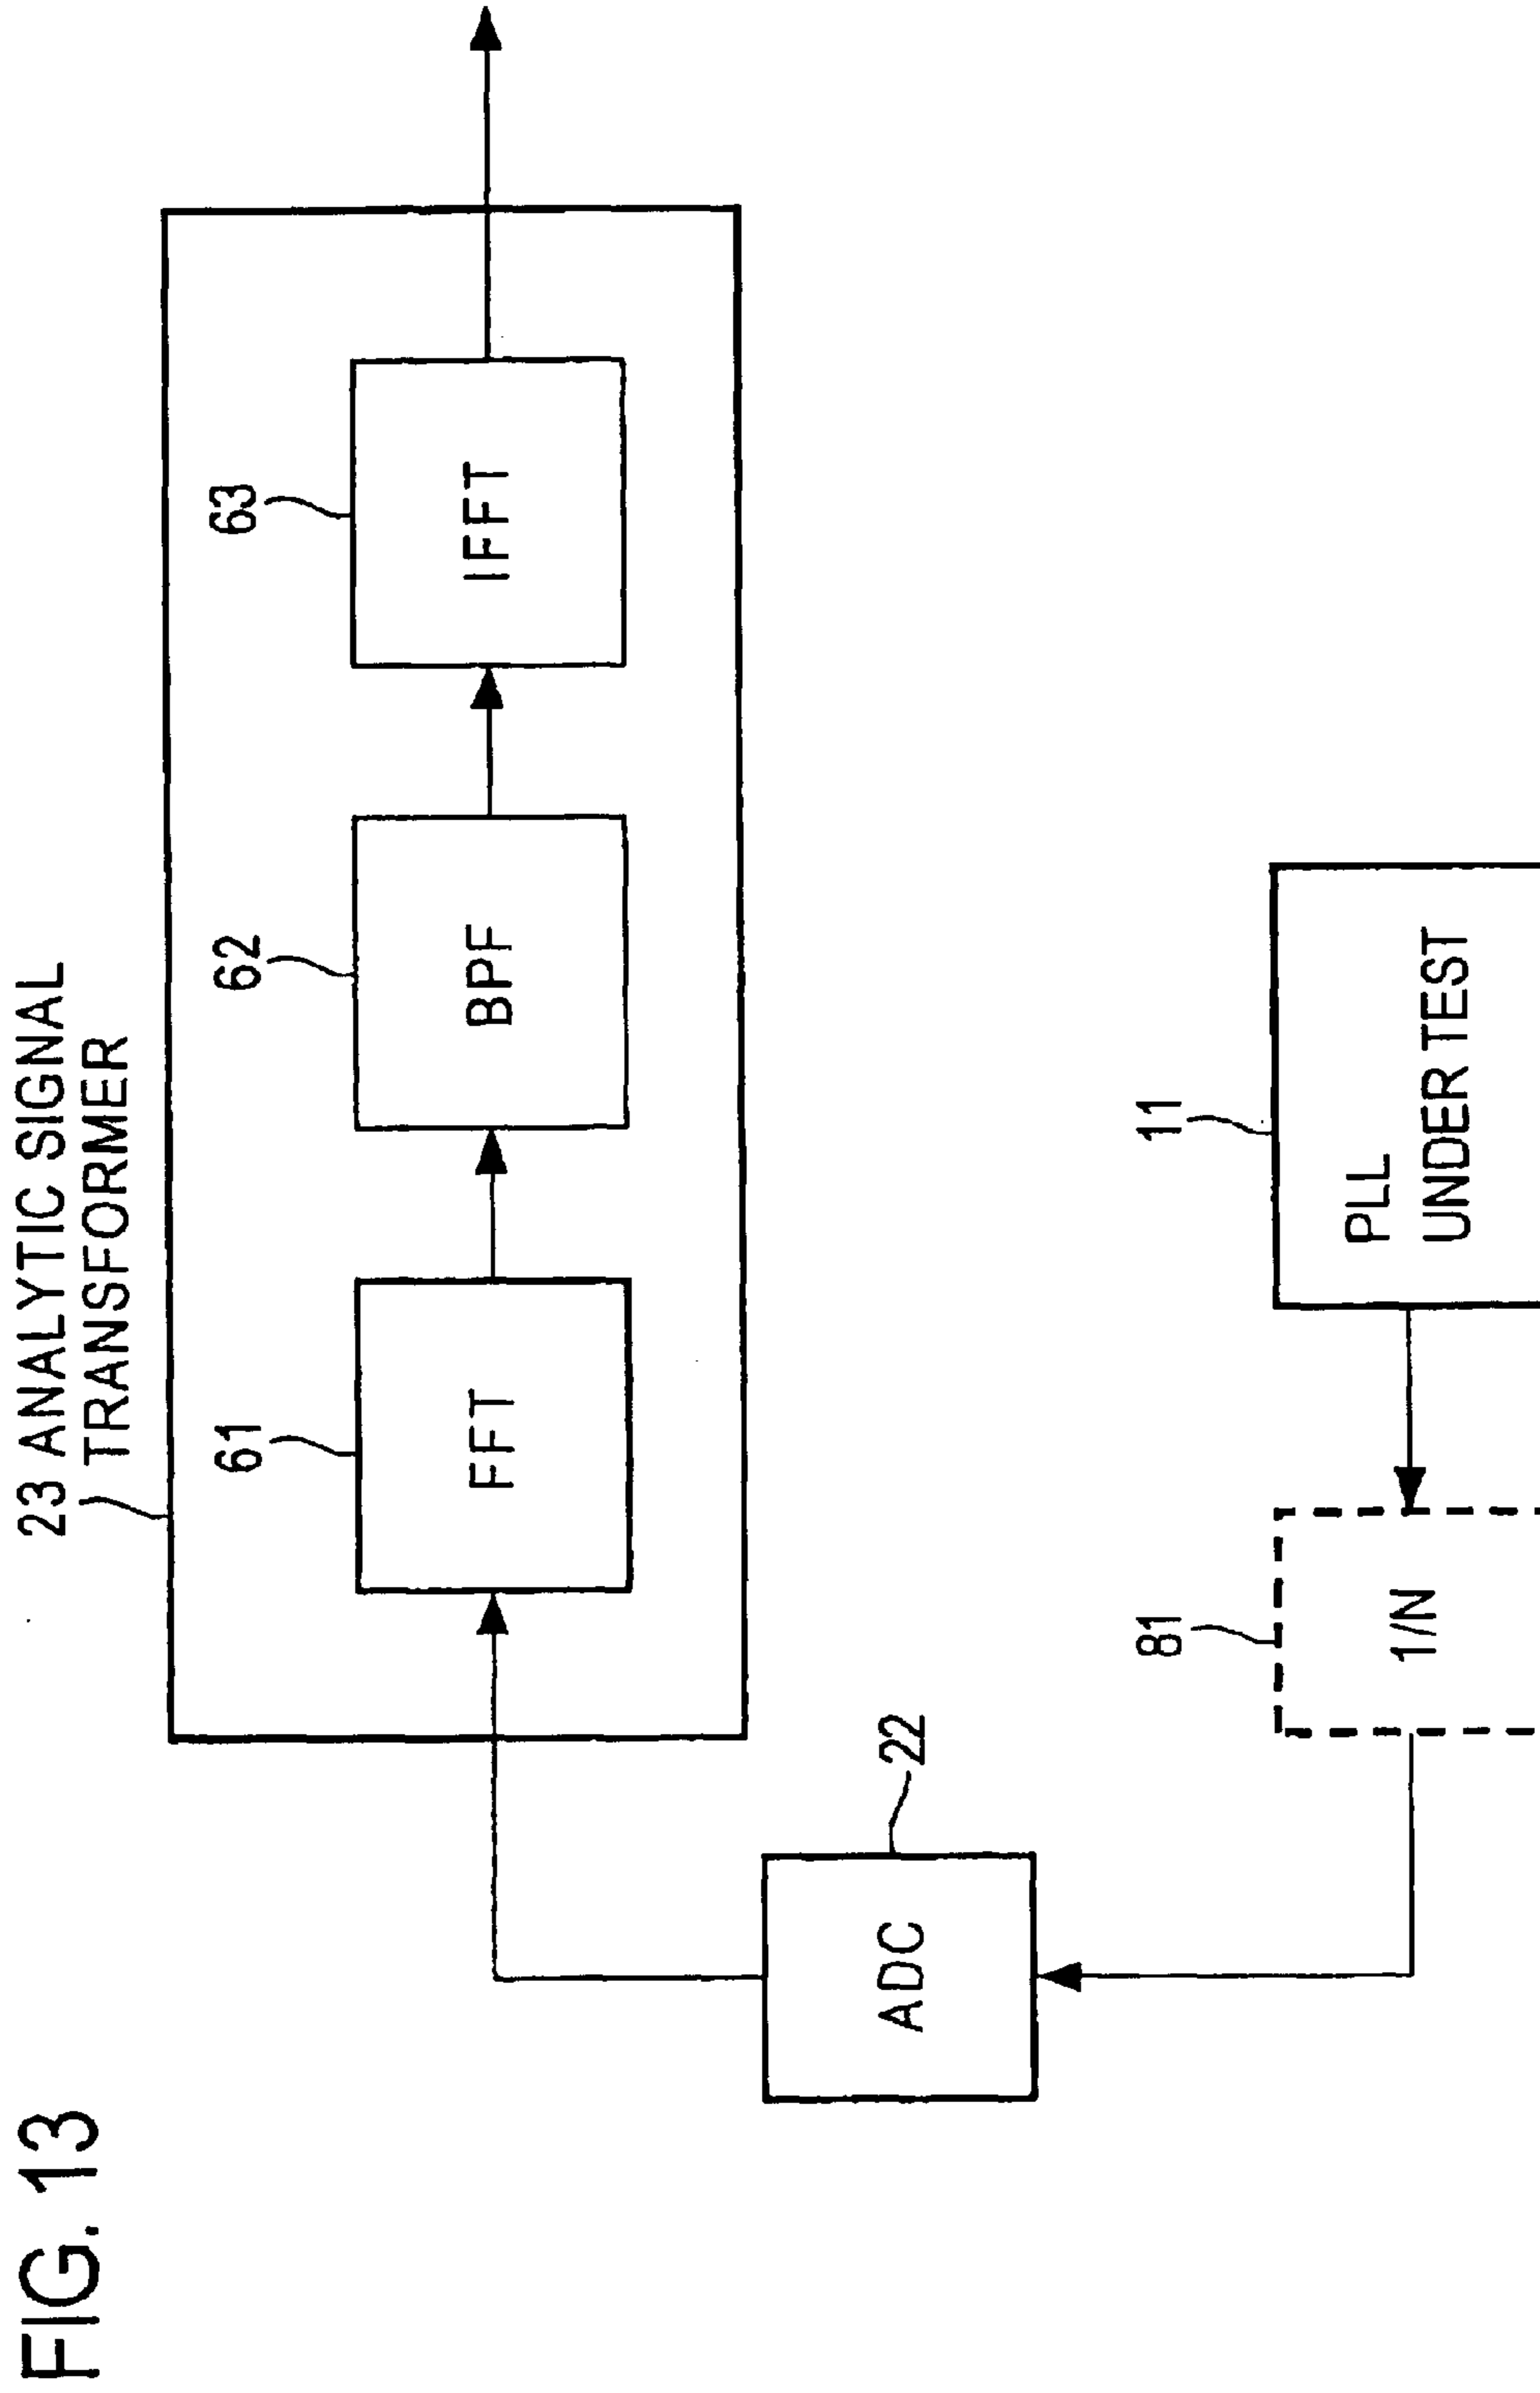 FIG. 13
23 ANALYTIC SIGNAL
TRANSFORMER
61
62
63
FFT
BPF
IFFT
22
ADC
81
11
1/N
PLL
UNDER TEST